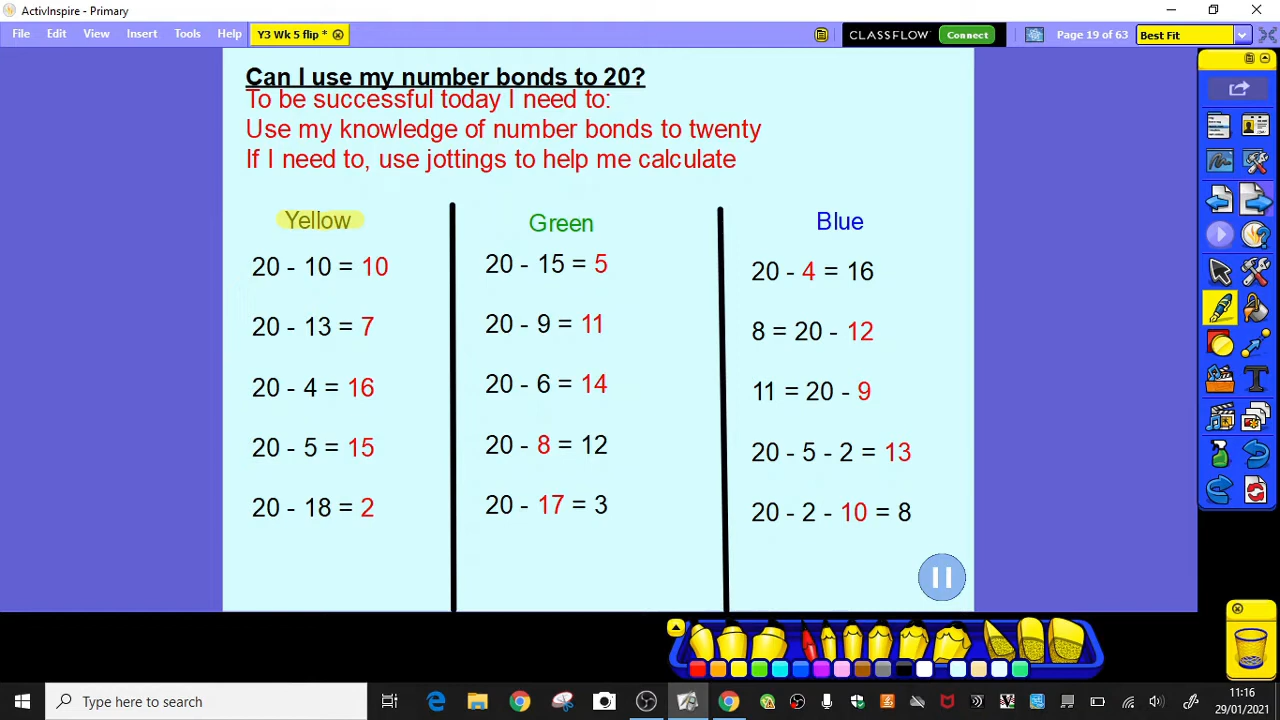 ActivInspire - Primary
File Edit View Insert Tools Help Y3 Wk 5 flip * CLASSFLOW Connect Page 19 of 63 Best Fit
Can I use my number bonds to 20?
To be successful today I need to:
Use my knowledge of number bonds to twenty
If I need to, use jottings to help me calculate
Yellow
20 - 10 = 10
20 - 13 = 7
20 - 4 = 16
20 - 5 = 15
20 - 18 = 2
Green
20 - 15 = 5
20 - 9 = 11
20 - 6 = 14
20 - 8 = 12
20 - 17 = 3
Blue
20 - 4 = 16
8 = 20 - 12
11 = 20 - 9
20 - 5 - 2 = 13
20 - 2 - 10 = 8
Type here to search
11:16
29/01/2021